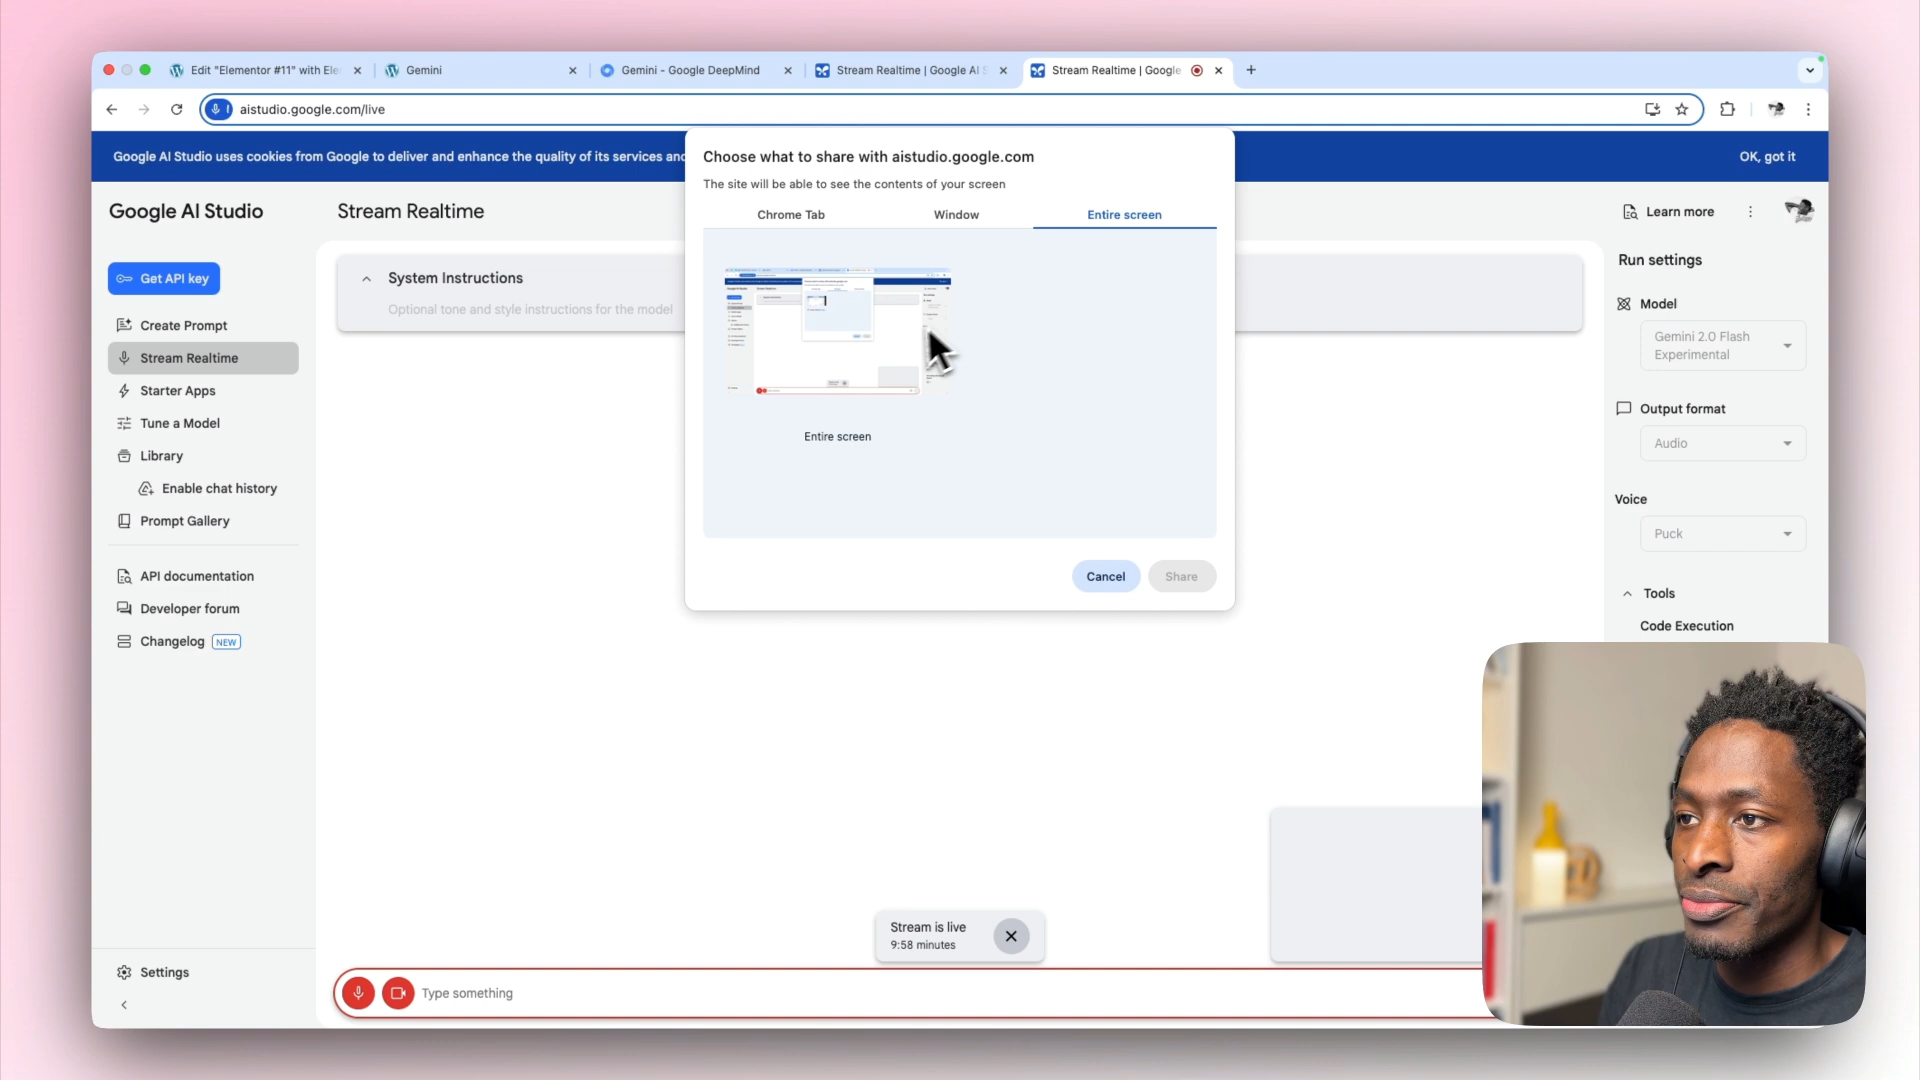 Edit "Elementor #11" with Ele
Gemini
Gemini - Google DeepMind
Stream Realtime | Google AI S
Stream Realtime | Google
aistudio.google.com/live
Google AI Studio uses cookies from Google to deliver and enhance the quality of its services and
OK, got it
Choose what to share with aistudio.google.com
The site will be able to see the contents of your screen
Chrome Tab
Window
Entire screen
Entire screen
Cancel
Share
Google AI Studio
Stream Realtime
Learn more
Get API key
Create Prompt
Stream Realtime
Starter Apps
Tune a Model
Library
Enable chat history
Prompt Gallery
API documentation
Developer forum
Changelog NEW
Settings
System Instructions
Optional tone and style instructions for the model
Run settings
Model
Gemini 2.0 Flash
Experimental
Output format
Audio
Voice
Puck
Tools
Code Execution
Stream is live
9:58 minutes
Type something